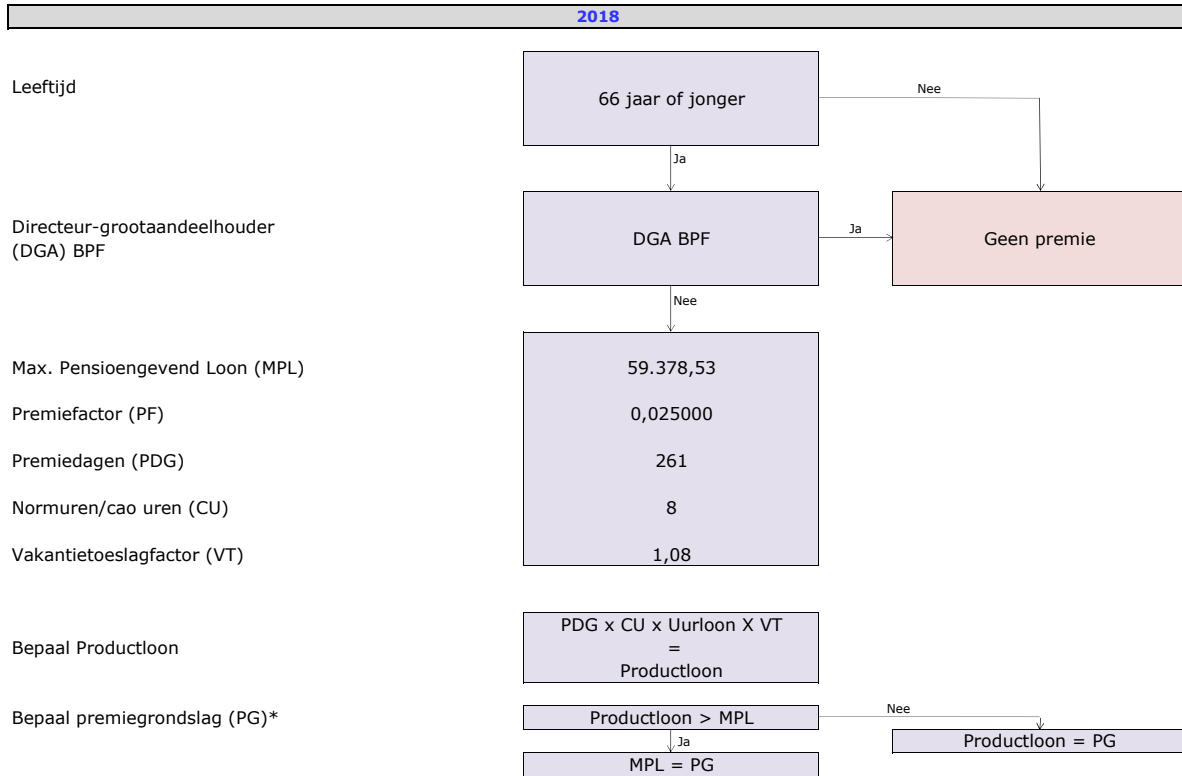 2018
Leeftijd
66 jaar of jonger
Nee
Ja
Directeur-grootaandeelhouder
(DGA) BPF
DGA BPF
Ja
Geen premie
Nee
Max. Pensioengevend Loon (MPL)
59.378,53
Premiefactor (PF)
0,025000
Premiedagen (PDG)
261
Normuren/cao uren (CU)
8
Vakantietoeslagfactor (VT)
1,08
Bepaal Productloon
PDG x CU x Uurloon X VT
=
Productloon
Bepaal premiegrondslag (PG)*
Productloon > MPL
Nee
Ja
Productloon = PG
MPL = PG